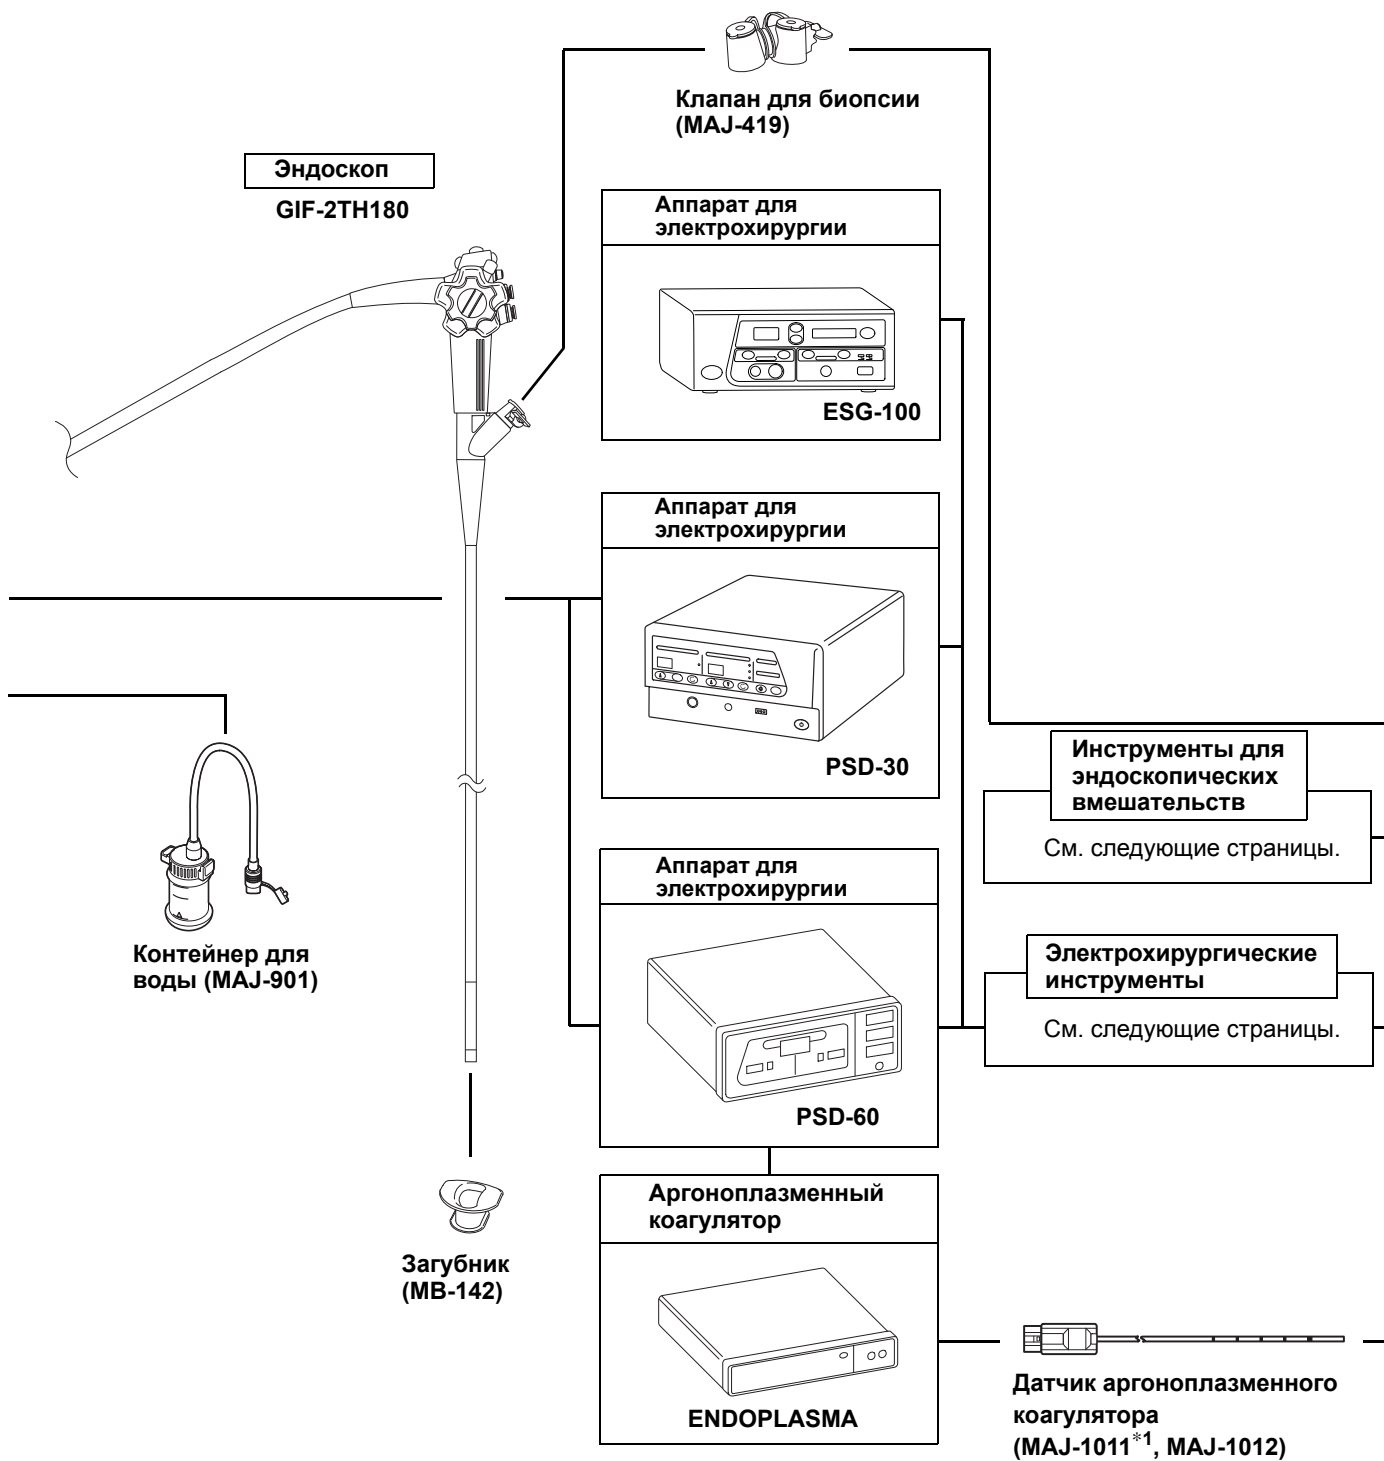 Клапан для биопсии
(MAJ-419)
Эндоскоп
GIF-2TH180
Аппарат для
электрохирургии
ESG-100
Аппарат для
электрохирургии
PSD-30
Инструменты для
эндоскопических
вмешательств
См. следующие страницы.
Аппарат для
электрохирургии
PSD-60
Контейнер для
воды (MAJ-901)
Электрохирургические
инструменты
См. следующие страницы.
Загубник
(MB-142)
Аргоноплазменный
коагулятор
ENDOPLASMA
Датчик аргоноплазменного
коагулятора
(MAJ-1011*1, MAJ-1012)